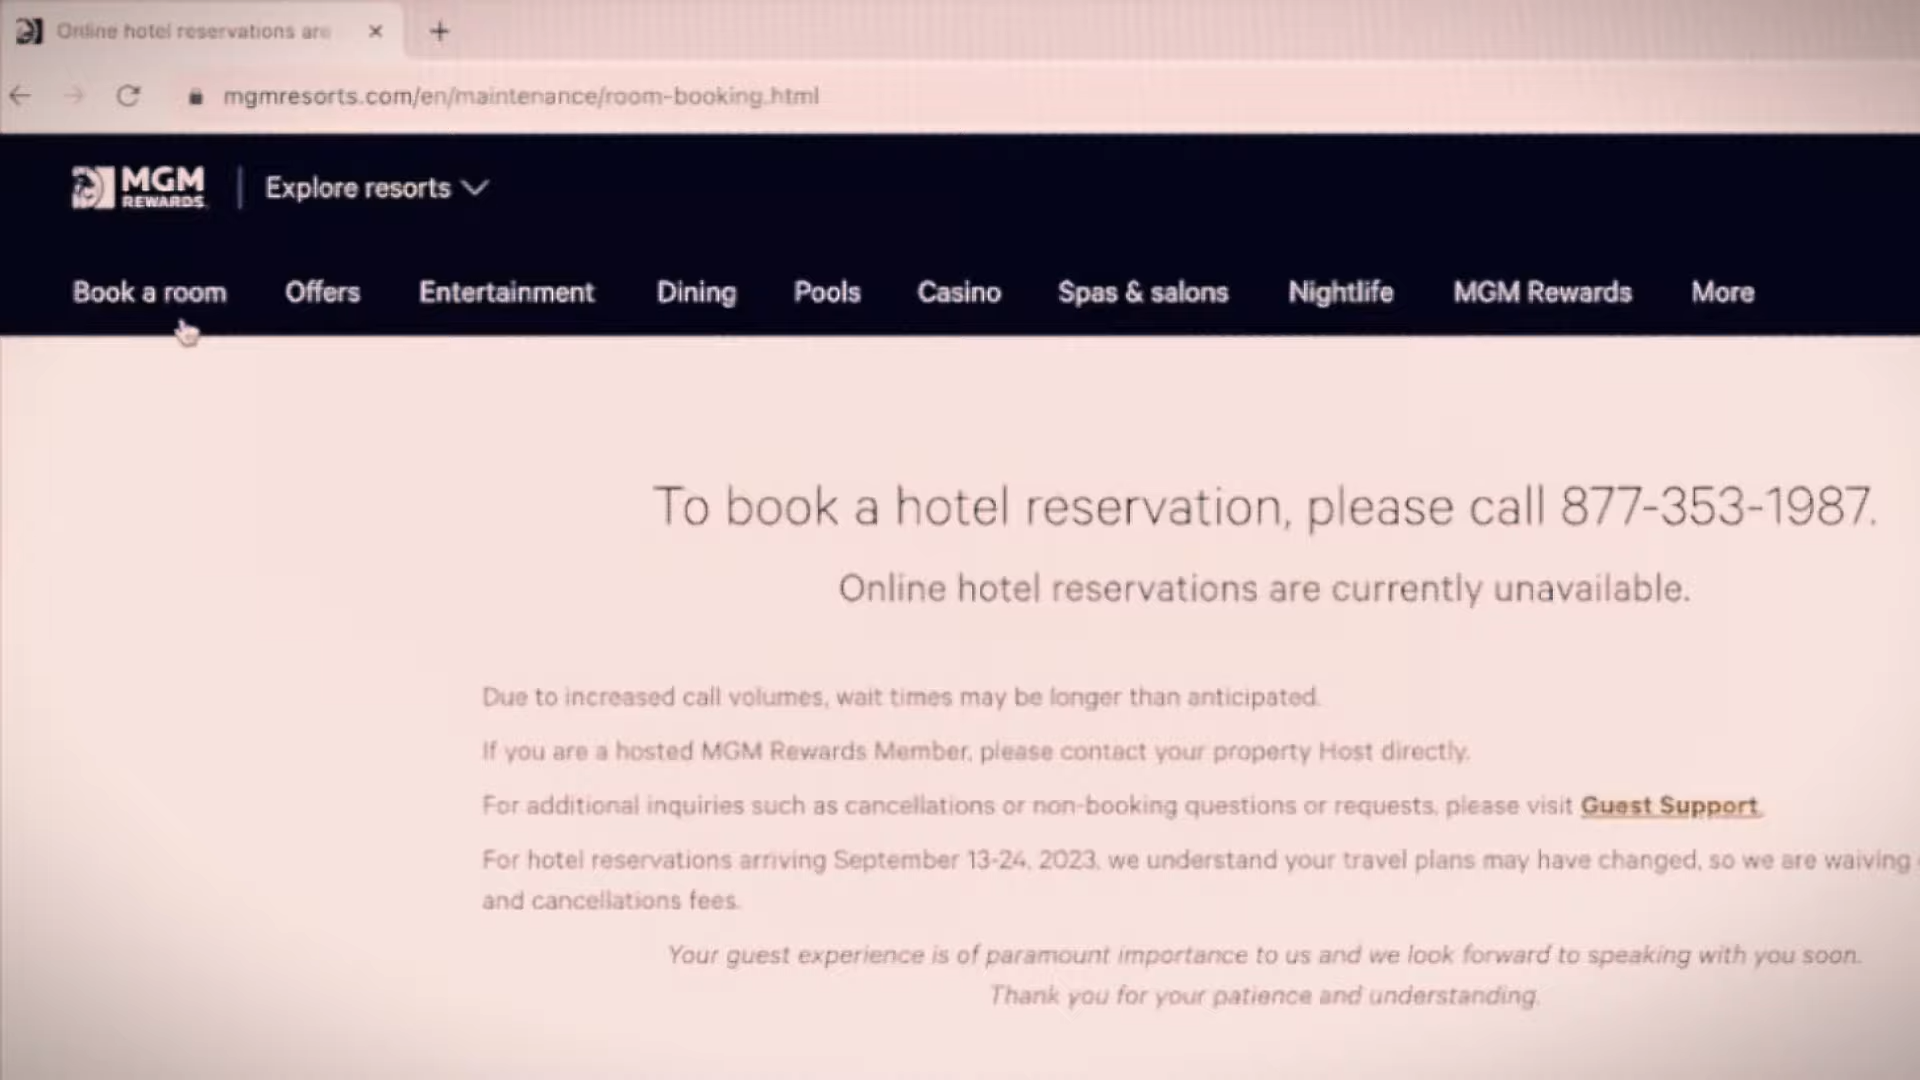 Online hotel reservations are
mgmresorts.com/en/maintenance/room-booking.html
MGM
REWARDS
Explore resorts
Book a room Offers Entertainment Dining Pools Casino Spas & salons Nightlife MGM Rewards More
To book a hotel reservation, please call 877-353-1987.
Online hotel reservations are currently unavailable.
Due to increased call volumes, wait times may be longer than anticipated.
If you are a hosted MGM Rewards Member, please contact your property Host directly.
For additional inquiries such as cancellations or non-booking questions or requests, please visit Guest Support.
For hotel reservations arriving September 13-24, 2023, we understand your travel plans may have changed, so we are waiving
and cancellations fees.
Your guest experience is of paramount importance to us and we look forward to speaking with you soon.
Thank you for your patience and understanding.